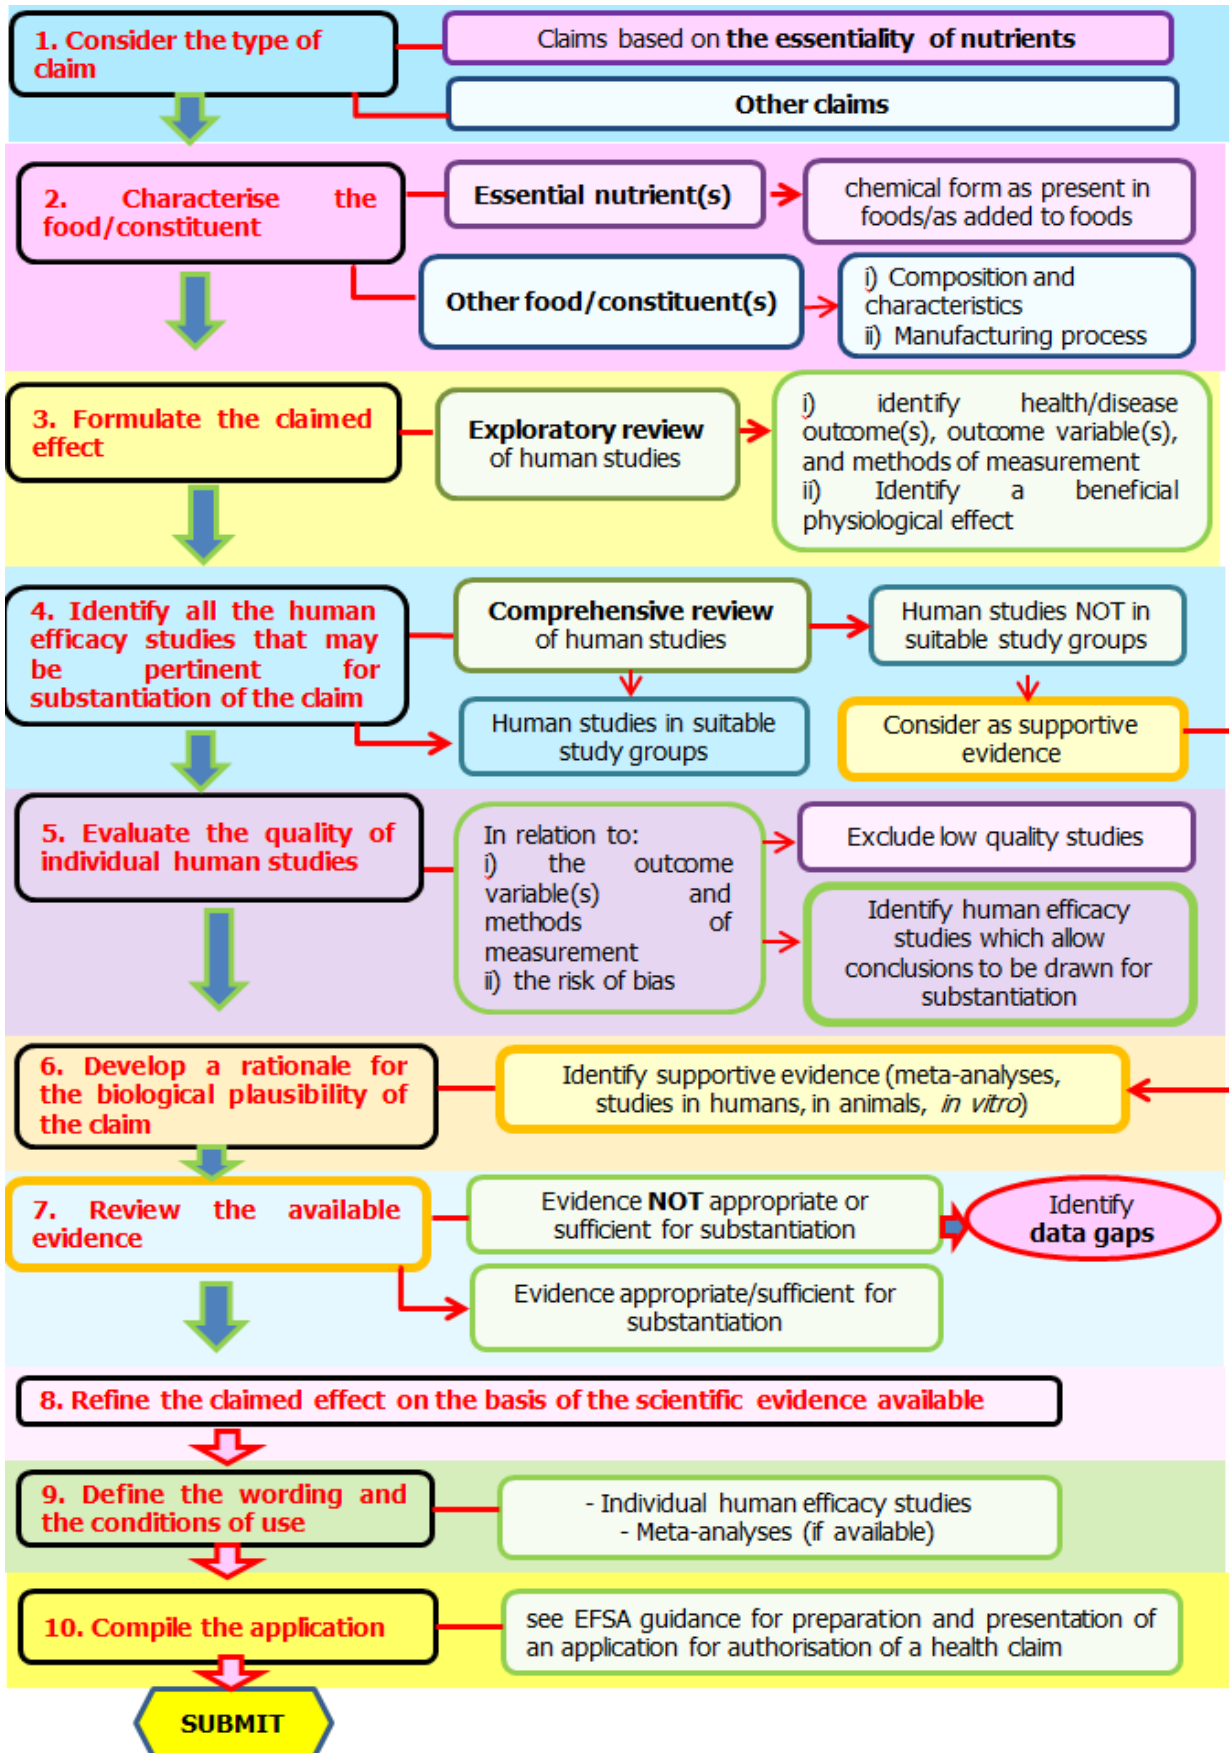 1. Consider the type of
claim
Claims based on the essentiality of nutrients
Other claims
2. Characterise the
food/constituent
Essential nutrient(s)
chemical form as present in
foods/as added to foods
Other food/constituent(s)
i) Composition and
characteristics
ii) Manufacturing process
3. Formulate the claimed
effect
Exploratory review
of human studies
i) identify health/disease
outcome(s), outcome variable(s),
and methods of measurement
ii) Identify a beneficial
physiological effect
4. Identify all the human
efficacy studies that may
be pertinent for
substantiation of the claim
Comprehensive review
of human studies
Human studies NOT in
suitable study groups
Human studies in suitable
study groups
Consider as supportive
evidence
5. Evaluate the quality of
individual human studies
In relation to:
i) the outcome
variable(s) and
methods of
measurement
ii) the risk of bias
Exclude low quality studies
Identify human efficacy
studies which allow
conclusions to be drawn for
substantiation
6. Develop a rationale for
the biological plausibility of
the claim
Identify supportive evidence (meta-analyses,
studies in humans, in animals, in vitro)
7. Review the available
evidence
Evidence NOT appropriate or
sufficient for substantiation
Identify
data gaps
Evidence appropriate/sufficient for
substantiation
8. Refine the claimed effect on the basis of the scientific evidence available
9. Define the wording and
the conditions of use
- Individual human efficacy studies
- Meta-analyses (if available)
10. Compile the application
see EFSA guidance for preparation and presentation of
an application for authorisation of a health claim
SUBMIT